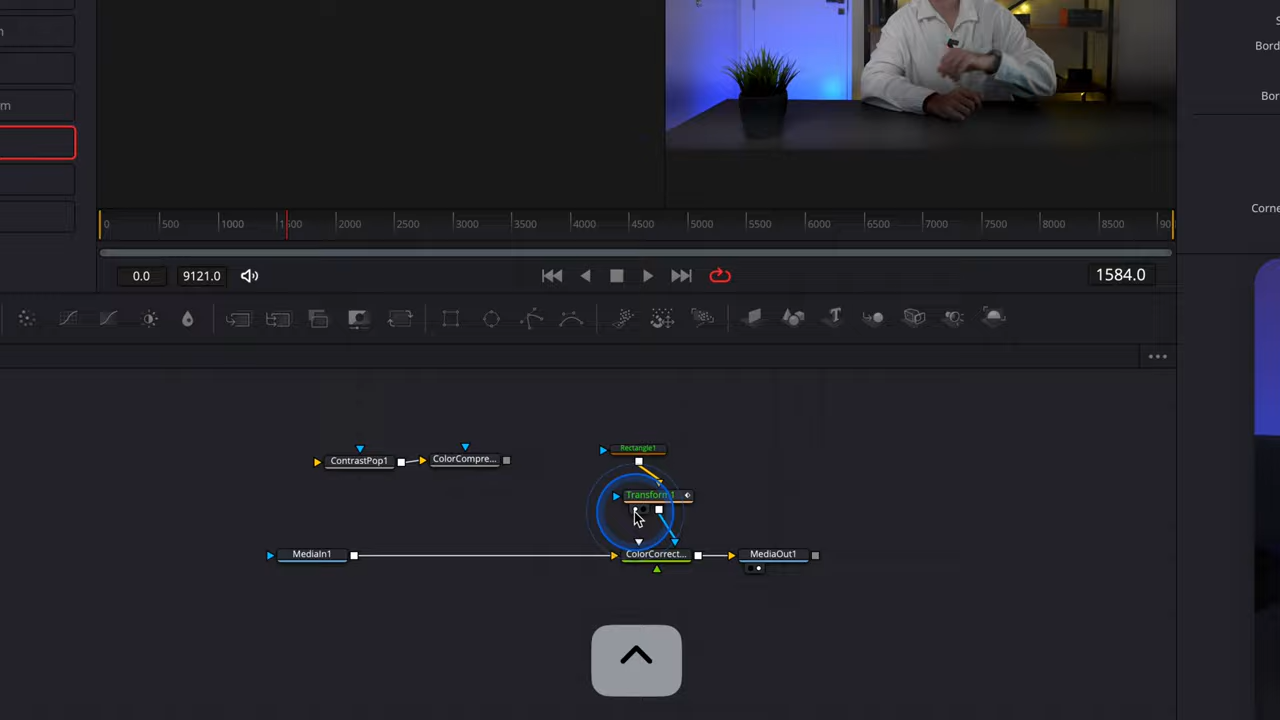 m
m
S
Bord
Bor
Corne
0
500
1000
2000
2500
3000
3500
4000
4500
5000
5500
6000
6500
7000
7500
8000
8500
0.0
9121.0
1584.0
ContrastPop1
ColorCompre...
Rectangle1
Transform1
MediaIn1
ColorCorrect...
MediaOut1